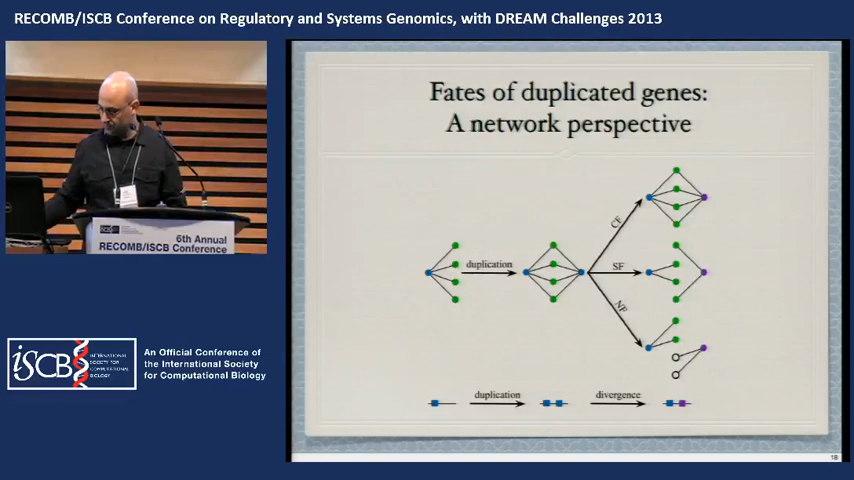 RECOMB/ISCB Conference on Regulatory and Systems Genomics, with DREAM Challenges 2013
Fates of duplicated genes:
A network perspective
CF
duplication
SF
NF
duplication
divergence
18
6th Annual
RECOMB/ISCB Conference
iSCB
INTERNATIONAL
SOCIETY FOR
COMPUTATIONAL
BIOLOGY
An Official Conference of
the International Society
for Computational Biology